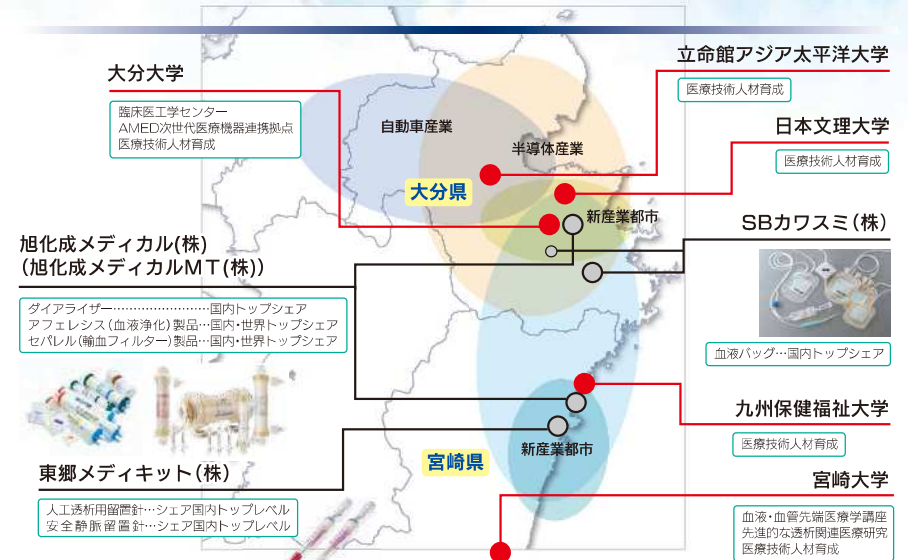 大分大学
臨床医工学センター
AMED次世代医療機器連携拠点
医療技術人材育成
立命館アジア太平洋大学
医療技術人材育成
日本文理大学
医療技術人材育成
自動車産業
半導体産業
大分県
新産業都市
SBカワスミ(株)
血液バッグ…国内トップシェア
旭化成メディカル(株)
(旭化成メディカルMT(株))
ダイアライザー……………………国内トップシェア
アフェレシス(血液浄化)製品…国内・世界トップシェア
セパレル(輸血フィルター)製品…国内・世界トップシェア
九州保健福祉大学
医療技術人材育成
新産業都市
宮崎県
東郷メディキット(株)
人工透析用留置針…シェア国内トップレベル
安全静脈留置針…シェア国内トップレベル
宮崎大学
血液・血管先端医療学講座
先進的な透析関連医療研究
医療技術人材育成